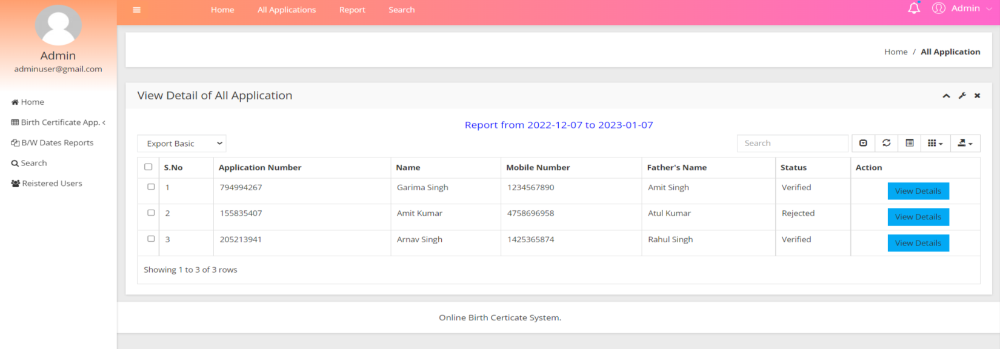 Home All Applications Report Search Admin
Admin
adminuser@gmail.com
Home
Birth Certificate App.
B/W Dates Reports
Search
Reistered Users
Home / All Application
View Detail of All Application
Report from 2022-12-07 to 2023-01-07
Export Basic Search
S.No Application Number Name Mobile Number Father's Name Status Action
1 794994267 Garima Singh 1234567890 Amit Singh Verified View Details
2 155835407 Amit Kumar 4758696958 Atul Kumar Rejected View Details
3 205213941 Arnav Singh 1425365874 Rahul Singh Verified View Details
Showing 1 to 3 of 3 rows
Online Birth Certicate System.